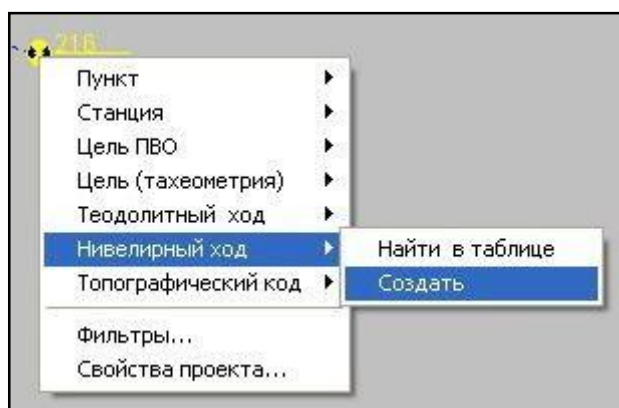 216
Пункт
Станция
Цель ПВО
Цель (тахеометрия)
Теодолитный ход
Нивелирный ход
Найти в таблице
Топографический код
Создать
Фильтры...
Свойства проекта...